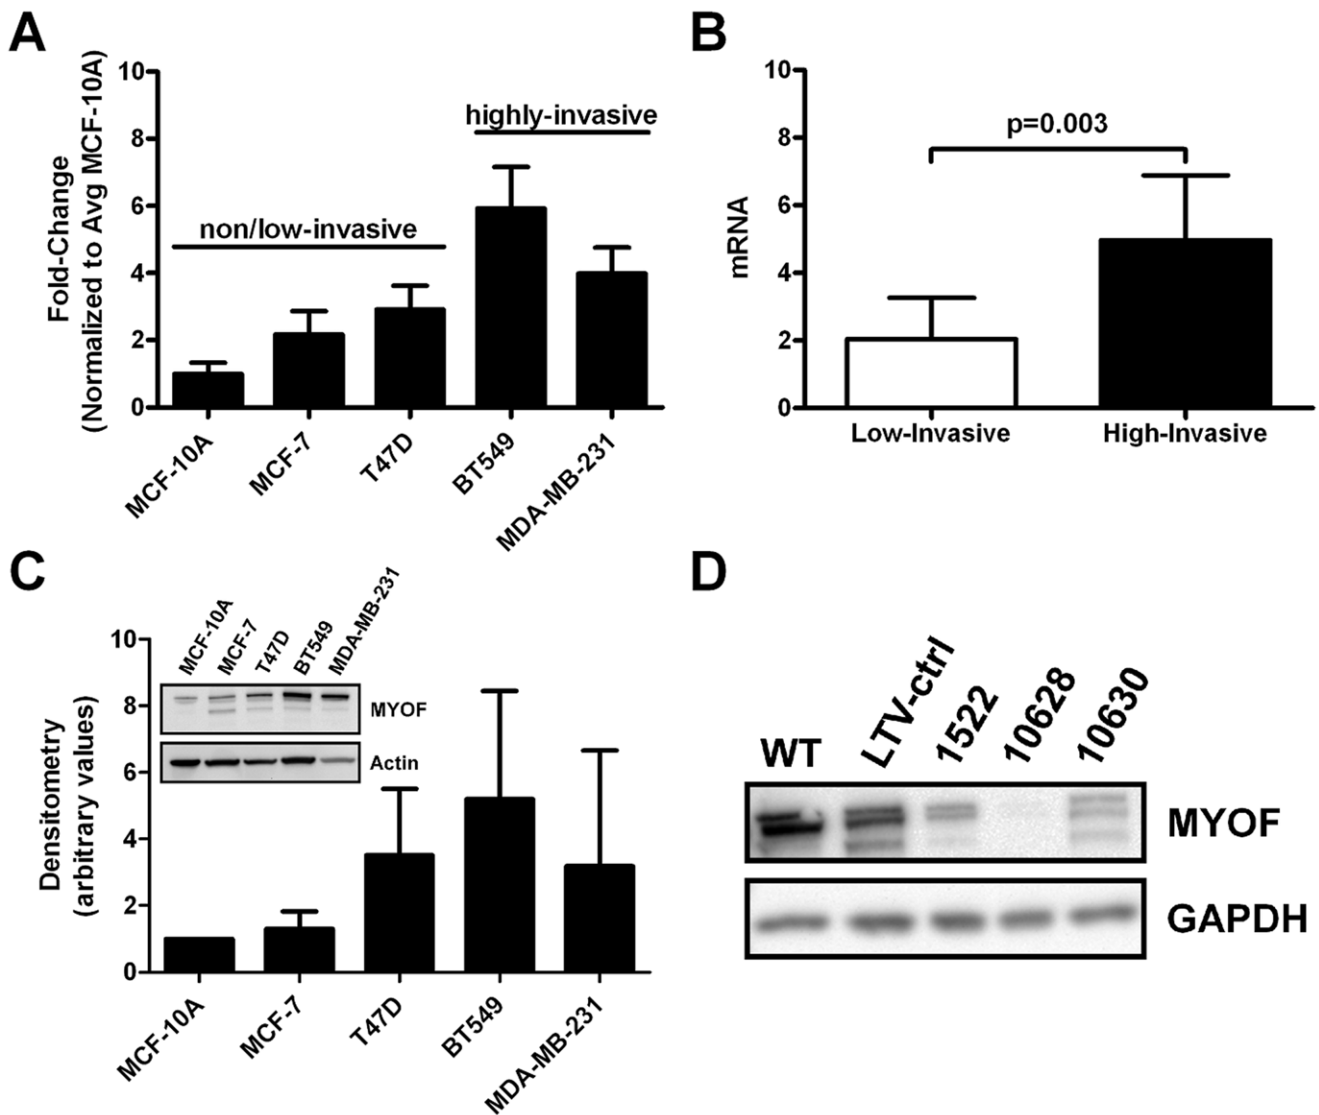 A
Fold-Change
(Normalized to Avg MCF-10A)
10
8
6
4
2
0
non/low-invasive
highly-invasive
MCF-10A
MCF-7
T47D
BT549
MDA-MB-231
B
mRNA
10
8
6
4
2
0
p=0.003
Low-Invasive
High-Invasive
C
Densitometry
(arbitrary values)
10
8
6
4
2
0
MCF-10A
MCF-7
T47D
BT549
MDA-MB-231
MYOF
Actin
MCF-10A
MCF-7
T47D
BT549
MDA-MB-231
D
WT
LTV-ctrl
1522
10628
10630
MYOF
GAPDH